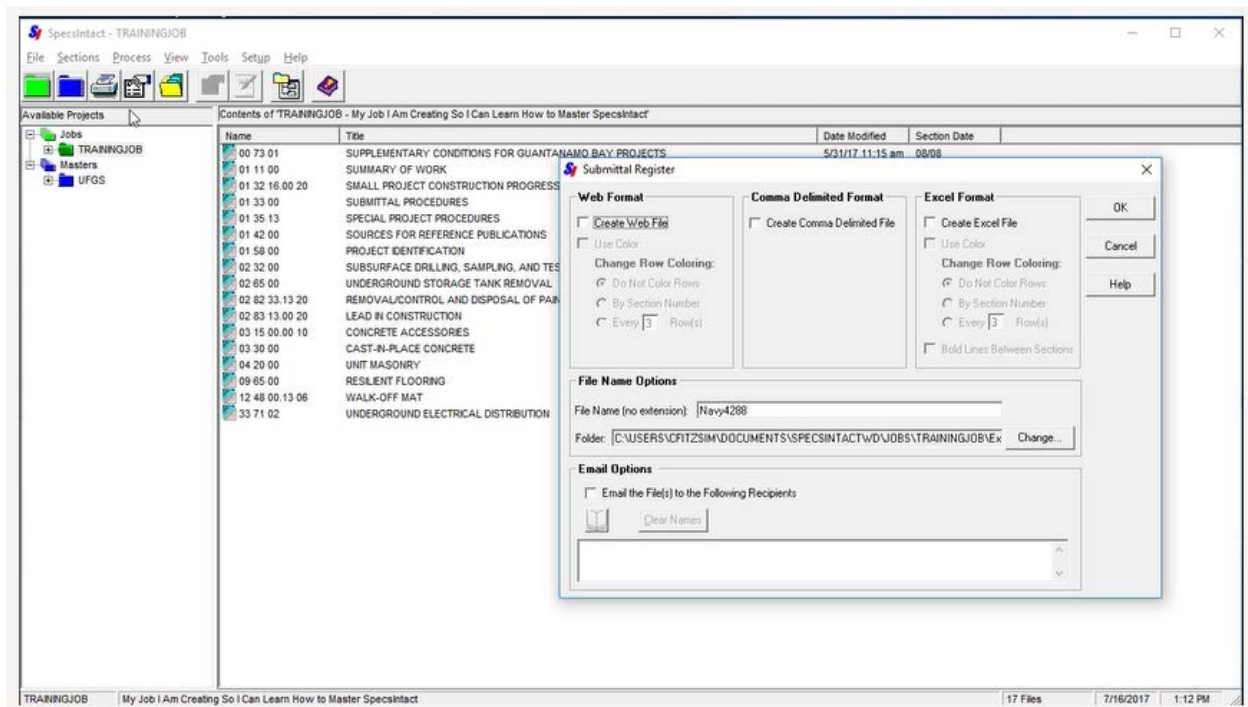 SpecsIntact - TRAININGJOB
File Sections Process View Tools Setup Help
Available Projects
Contents of 'TRAININGJOB - My Job I Am Creating So I Can Learn How to Master SpecsIntact'
Jobs
TRAININGJOB
Masters
UFGS
Name Title Date Modified Section Date
00 73 01 SUPPLEMENTARY CONDITIONS FOR GUANTANAMO BAY PROJECTS 5/31/17 11:15 am 08/08
01 11 00 SUMMARY OF WORK
01 32 16.00 20 SMALL PROJECT CONSTRUCTION PROGRESS
01 33 00 SUBMITTAL PROCEDURES
01 35 13 SPECIAL PROJECT PROCEDURES
01 42 00 SOURCES FOR REFERENCE PUBLICATIONS
01 58 00 PROJECT IDENTIFICATION
02 32 00 SUBSURFACE DRILLING, SAMPLING, AND TES
02 65 00 UNDERGROUND STORAGE TANK REMOVAL
02 82 33.13 20 REMOVAL/CONTROL AND DISPOSAL OF PAIN
02 83 13.00 20 LEAD IN CONSTRUCTION
03 15 00.00 10 CONCRETE ACCESSORIES
03 30 00 CAST-IN-PLACE CONCRETE
04 20 00 UNIT MASONRY
09 65 00 RESILIENT FLOORING
12 48 00.13 06 WALK-OFF MAT
33 71 02 UNDERGROUND ELECTRICAL DISTRIBUTION
Submittal Register
Web Format
Create Web File
Use Color
Change Row Coloring:
Do Not Color Rows
By Section Number
Every 3 Row(s)
Comma Delimited Format
Create Comma Delimited File
Excel Format
Create Excel File
Use Color
Change Row Coloring:
Do Not Color Rows
By Section Number
Every 3 Row(s)
Bold Lines Between Sections
OK
Cancel
Help
File Name Options
File Name (no extension): Navy4288
Folder: C:\USERS\CFITZSIM\DOCUMENTS\SPECSINTACTWD\JOBS\TRAININGJOB\Ex Change...
Email Options
Email the File(s) to the Following Recipients
Clear Names
TRAININGJOB My Job I Am Creating So I Can Learn How to Master SpecsIntact 17 Files 7/16/2017 1:12 PM